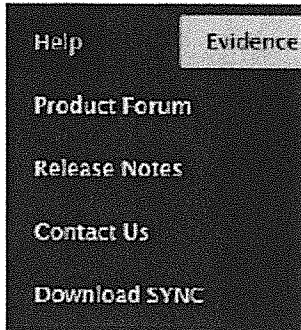 Help Evidence
Product Forum
Release Notes
Contact Us
Download SYNC